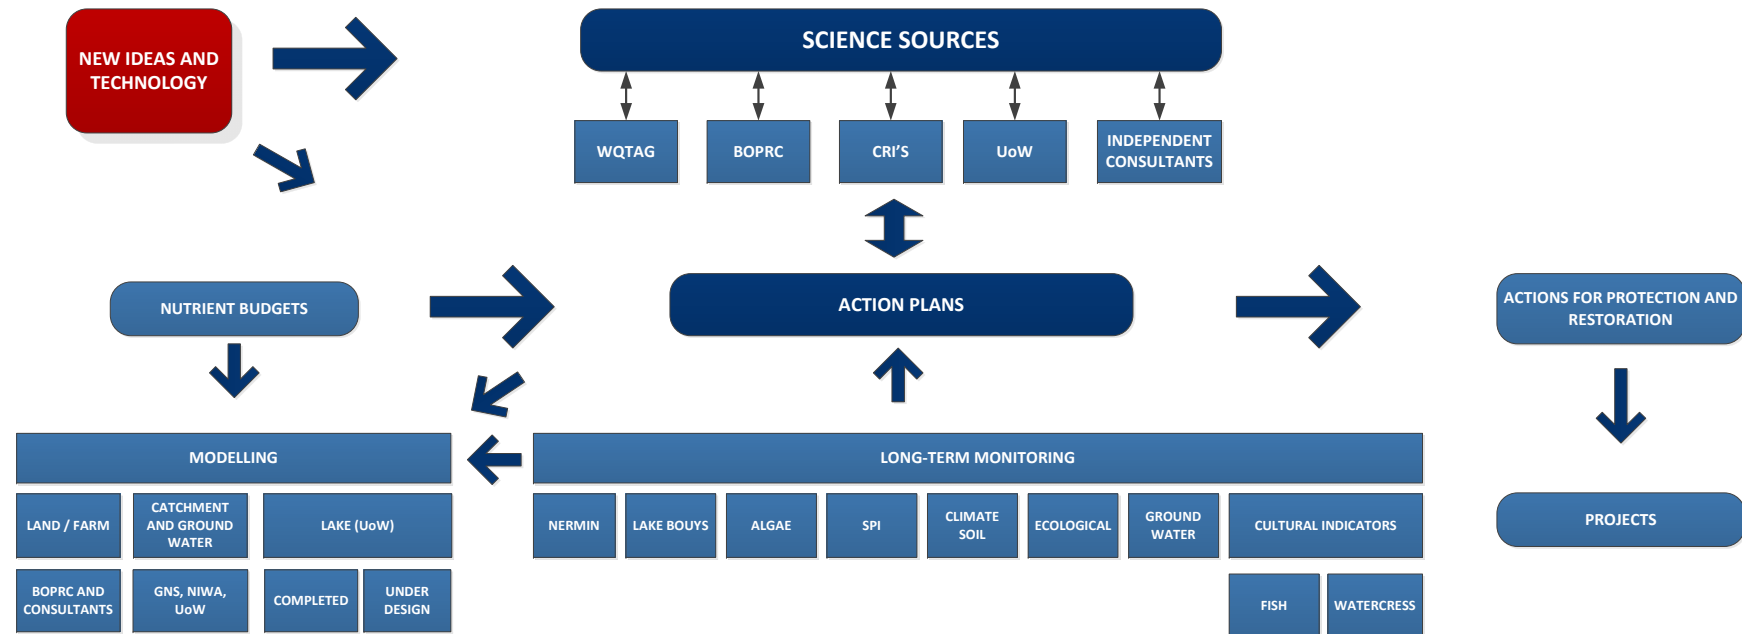 NEW IDEAS AND
TECHNOLOGY
SCIENCE SOURCES
WQTAG
BOPRC
CRI'S
UoW
INDEPENDENT
CONSULTANTS
NUTRIENT BUDGETS
ACTION PLANS
ACTIONS FOR PROTECTION AND
RESTORATION
MODELLING
LONG-TERM MONITORING
LAND / FARM
CATCHMENT
AND GROUND
WATER
LAKE (UoW)
NERMIN
LAKE BOUYS
ALGAE
SPI
CLIMATE
SOIL
ECOLOGICAL
GROUND
WATER
CULTURAL INDICATORS
PROJECTS
BOPRC AND
CONSULTANTS
GNS, NIWA,
UoW
COMPLETED
UNDER
DESIGN
FISH
WATERCRESS